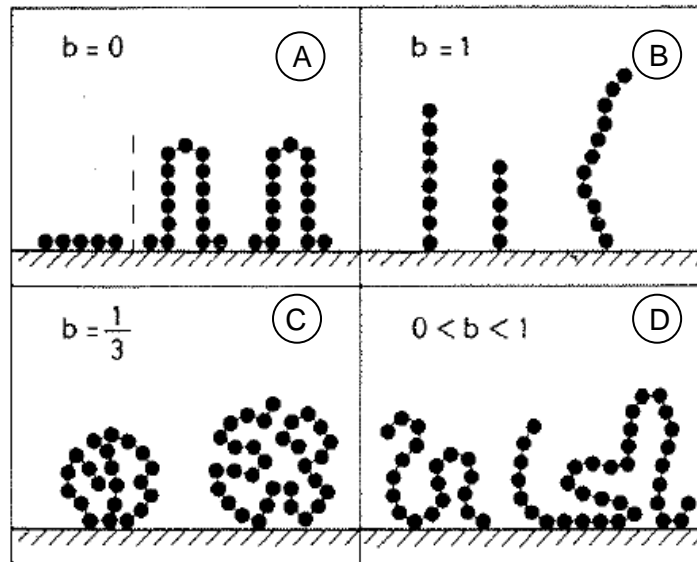 b = 0
A
b = 1
B
b = 1/3
C
0 < b < 1
D